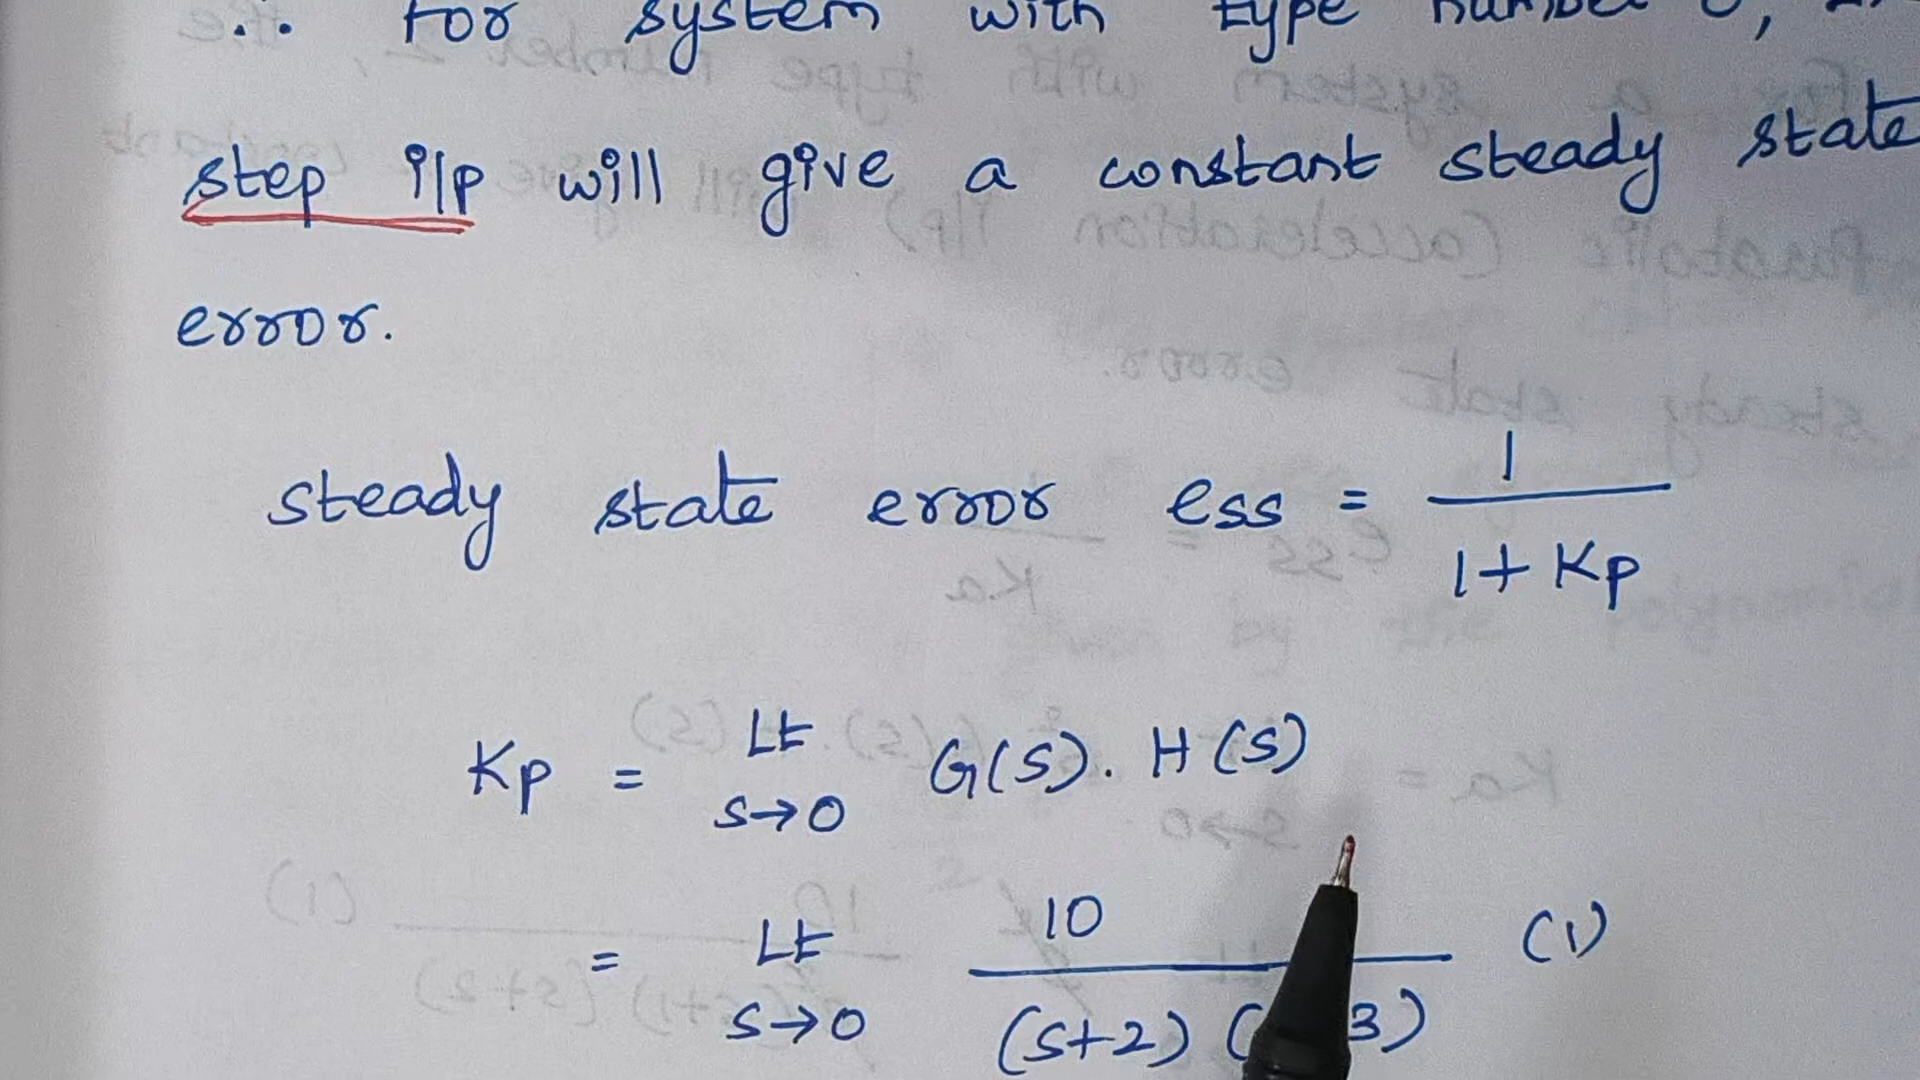 ∴ For system with type number 0,
step i/p will give a constant steady state
error.
steady state error ess = 1 / (1 + Kp)
Kp = Lt s→0 G(s). H(s)
= Lt s→0 10 / (s+2) ( 3) (1)